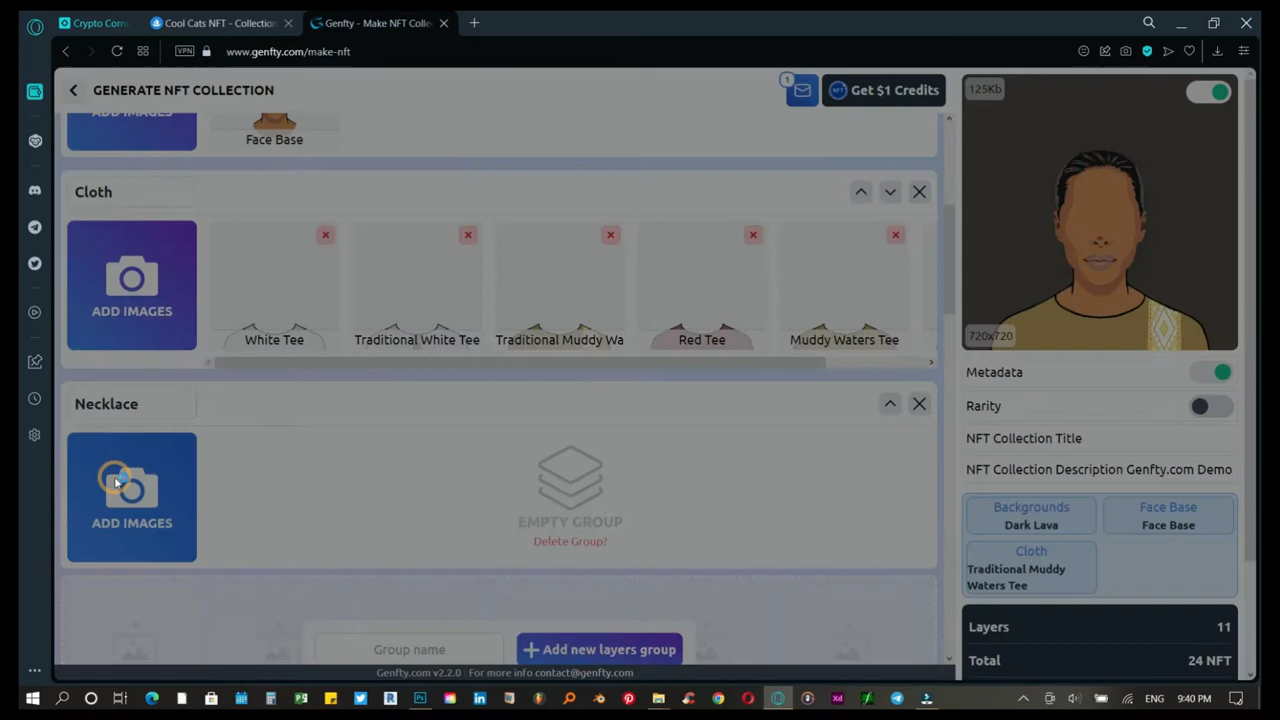 Crypto Corn
Cool Cats NFT - Collection
Genfty - Make NFT Colle
VPN
www.genfty.com/make-nft
GENERATE NFT COLLECTION
1
NFT
Get $1 Credits
125Kb
720x720
ADD IMAGES
Face Base
Cloth
ADD IMAGES
White Tee
Traditional White Tee
Traditional Muddy Wa
Red Tee
Muddy Waters Tee
Necklace
ADD IMAGES
EMPTY GROUP
Delete Group?
Group name
Add new layers group
Metadata
Rarity
NFT Collection Title
NFT Collection Description Genfty.com Demo
Backgrounds
Dark Lava
Face Base
Face Base
Cloth
Traditional Muddy
Waters Tee
Layers 11
Total 24 NFT
Genfty.com v2.2.0 | For more info contact@genfty.com
ENG
9:40 PM